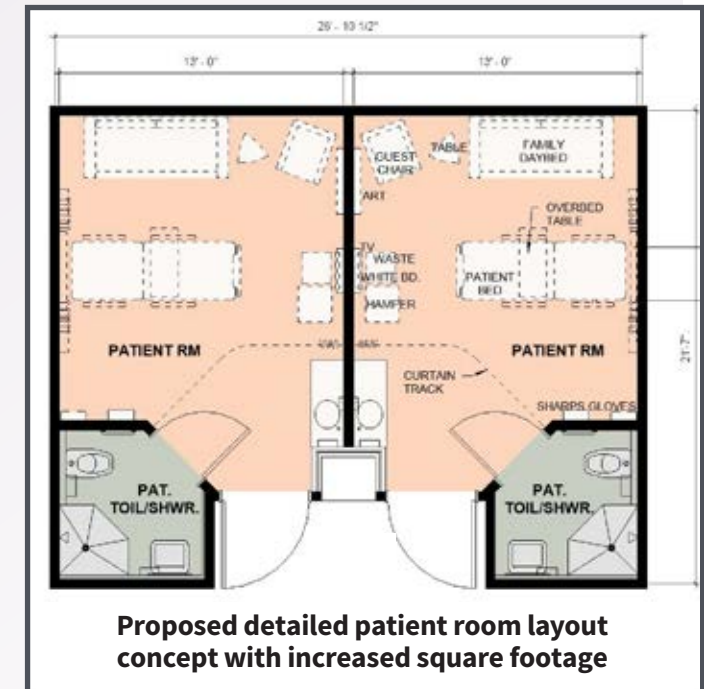 26' - 10 1/2"
13' - 0"
13' - 0"
GUEST
CHAIR
TABLE
FAMILY
DAYBED
ART
OVERBED
TABLE
TV
WASTE
WHITE BD.
PATIENT
BED
HAMPER
PATIENT RM
PATIENT RM
CURTAIN
TRACK
SHARPS GLOVES
PAT.
TOIL/SHWR.
PAT.
TOIL/SHWR.
21'-7"
Proposed detailed patient room layout
concept with increased square footage